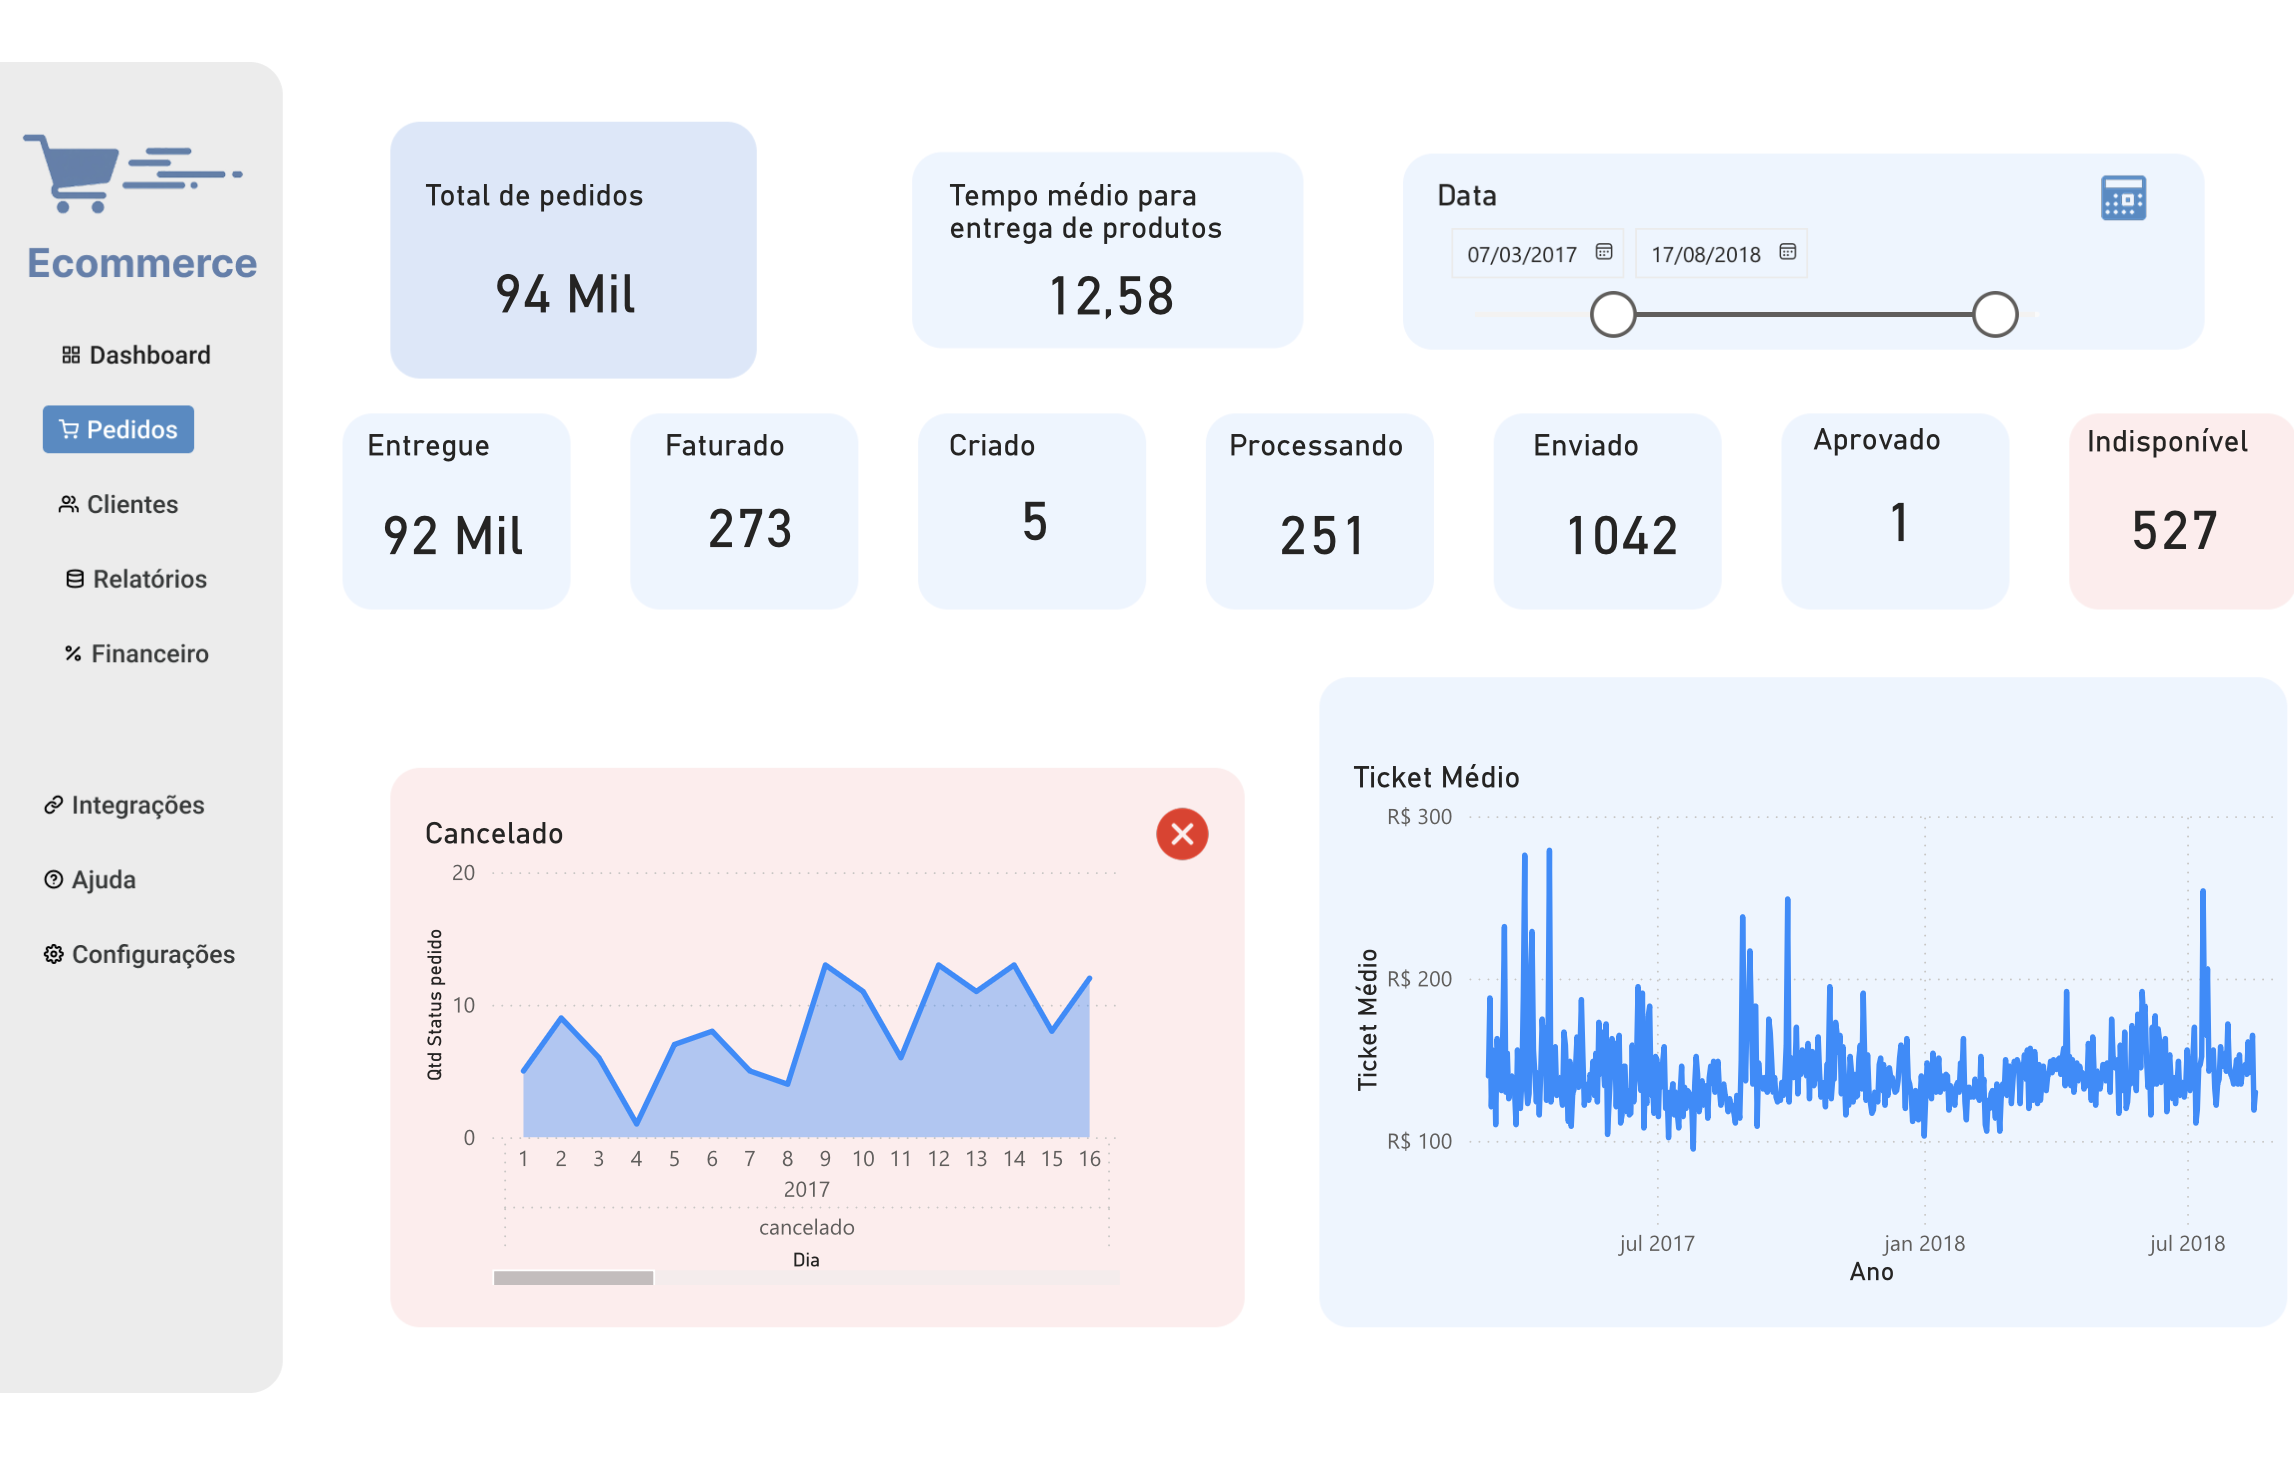 Ecommerce
Dashboard
Pedidos
Clientes
Relatórios
Financeiro
Integrações
Ajuda
Configurações
Total de pedidos
94 Mil
Tempo médio para
entrega de produtos
12,58
Data
07/03/2017
17/08/2018
Entregue
92 Mil
Faturado
273
Criado
5
Processando
251
Enviado
1042
Aprovado
1
Indisponível
527
Cancelado
Qtd Status pedido
20
10
0
1 2 3 4 5 6 7 8 9 10 11 12 13 14 15 16
2017
cancelado
Dia
Ticket Médio
Ticket Médio
R$ 300
R$ 200
R$ 100
jul 2017 jan 2018 jul 2018
Ano